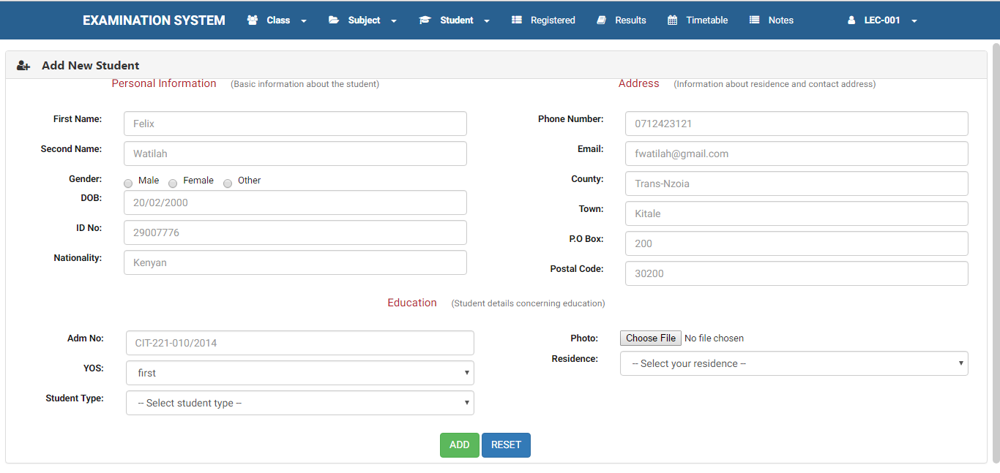 EXAMINATION SYSTEM Class Subject Student Registered Results Timetable Notes LEC-001
Add New Student
Personal Information (Basic information about the student)
First Name: Felix
Second Name: Watilah
Gender: Male Female Other
DOB: 20/02/2000
ID No: 29007776
Nationality: Kenyan
Address (Information about residence and contact address)
Phone Number: 0712423121
Email: fwatilah@gmail.com
County: Trans-Nzoia
Town: Kitale
P.O Box: 200
Postal Code: 30200
Education (Student details concerning education)
Adm No: CIT-221-010/2014
YOS: first
Student Type: -- Select student type --
Photo: Choose File No file chosen
Residence: -- Select your residence --
ADD RESET